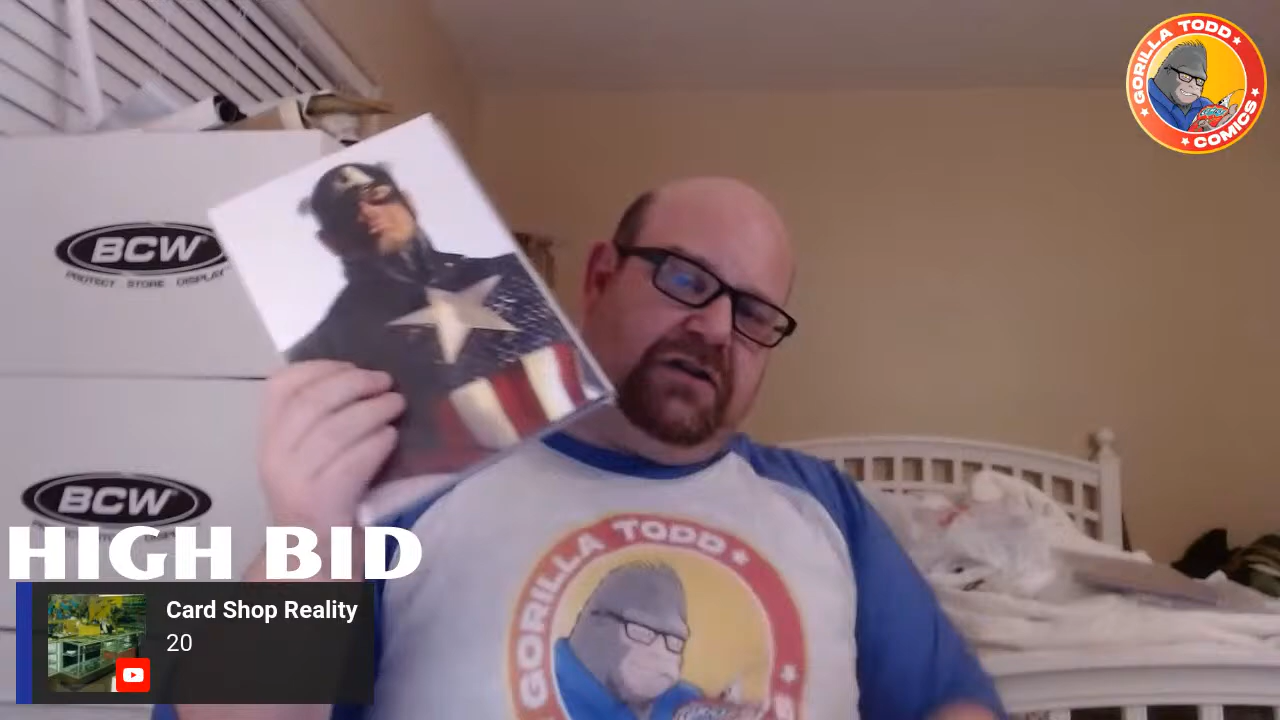 GORILLA TODD
COMICS
BCW
PROTECT STORE DISPLAY
BCW
HIGH BID
Card Shop Reality
20
GORILLA TODD